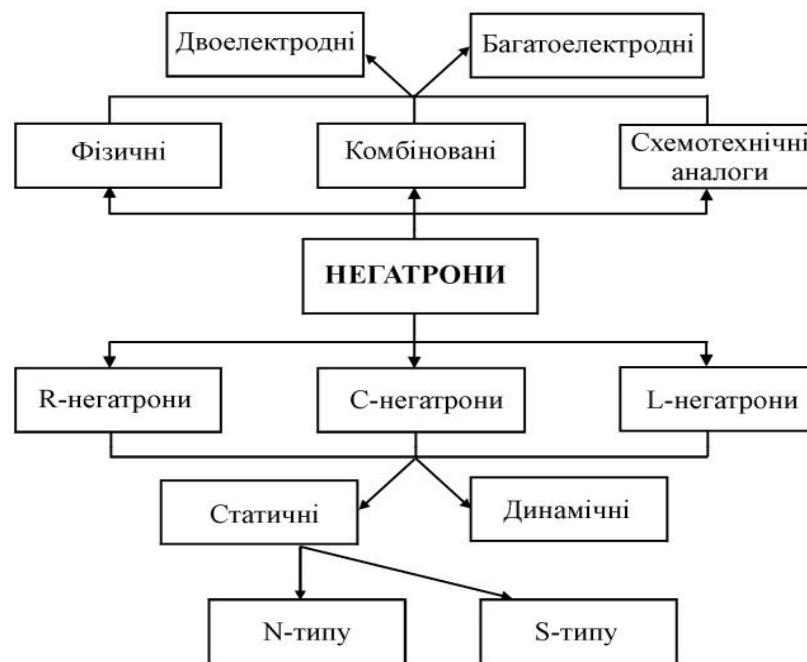 Двоелектродні
Багатоелектродні
Фізичні
Комбіновані
Схемотехнічні
аналоги
НЕГАТРОНИ
R-негатрони
C-негатрони
L-негатрони
Статичні
Динамічні
N-типу
S-типу